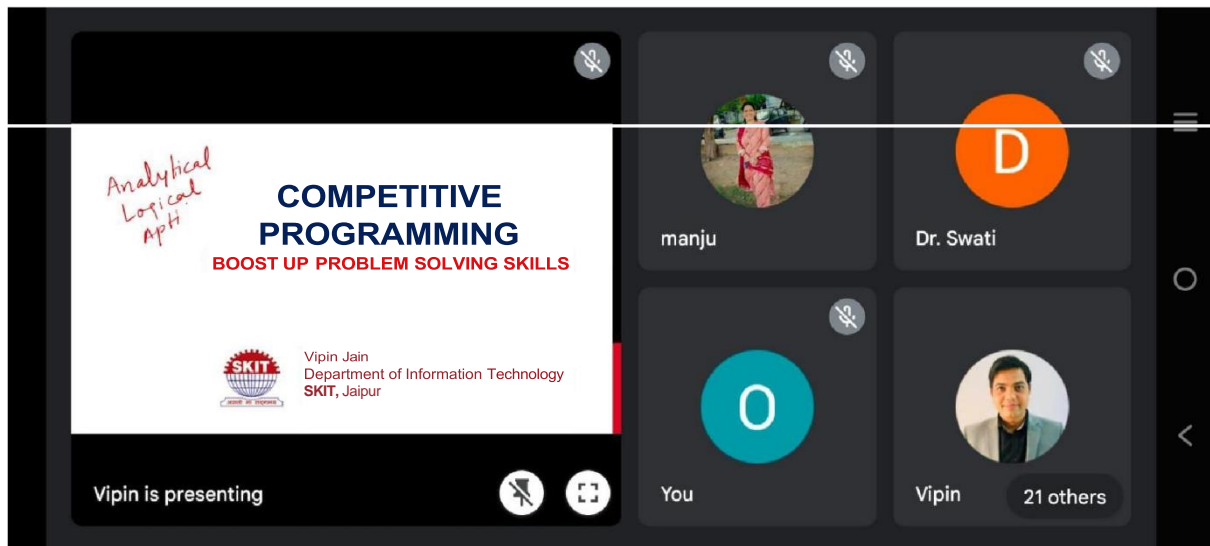 Analytical
Logical
Apti
COMPETITIVE
PROGRAMMING
BOOST UP PROBLEM SOLVING SKILLS
SKIT
Vipin Jain
Department of Information Technology
SKIT, Jaipur
Vipin is presenting
manju
D
Dr. Swati
O
You
Vipin
21 others